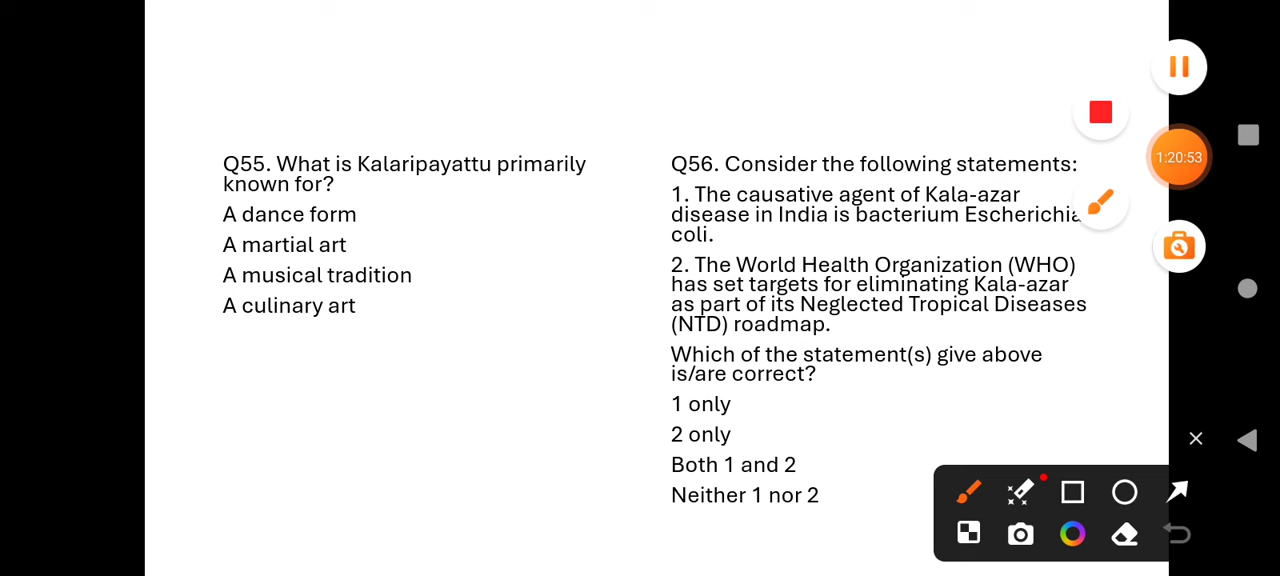 Q55. What is Kalaripayattu primarily
known for?
A dance form
A martial art
A musical tradition
A culinary art
Q56. Consider the following statements:
1. The causative agent of Kala-azar
disease in India is bacterium Escherichia
coli.
2. The World Health Organization (WHO)
has set targets for eliminating Kala-azar
as part of its Neglected Tropical Diseases
(NTD) roadmap.
Which of the statement(s) give above
is/are correct?
1 only
2 only
Both 1 and 2
Neither 1 nor 2
1:20:53